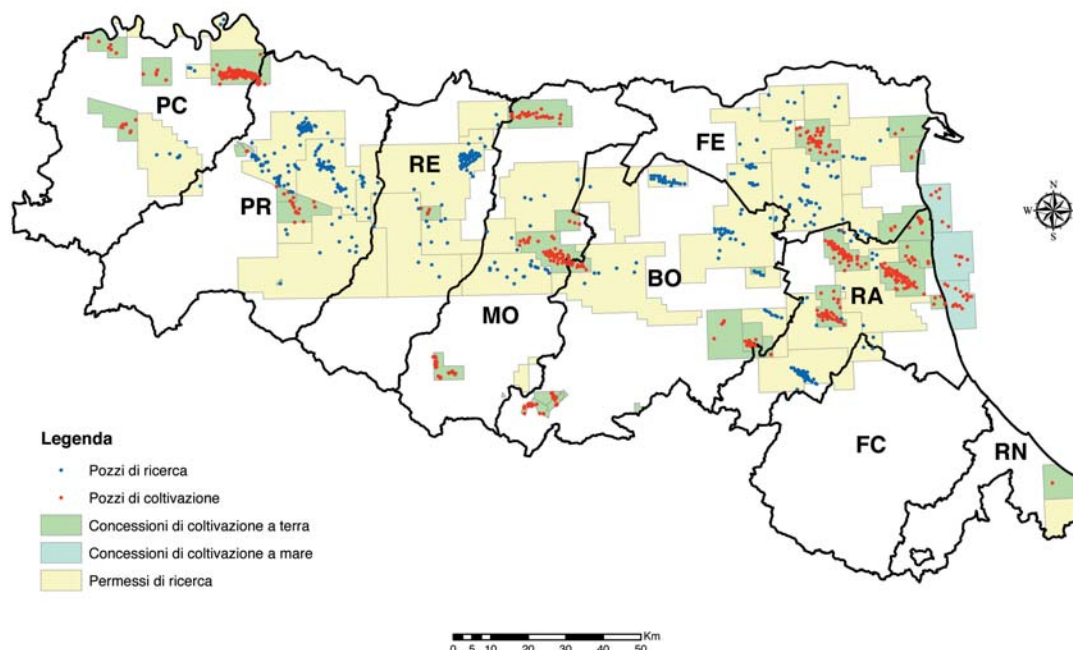 PC
PR
RE
MO
BO
FE
RA
FC
RN
N
W
S
Legenda
Pozzi di ricerca
Pozzi di coltivazione
Concessioni di coltivazione a terra
Concessioni di coltivazione a mare
Permessi di ricerca
Km
0 5 10 20 30 40 50